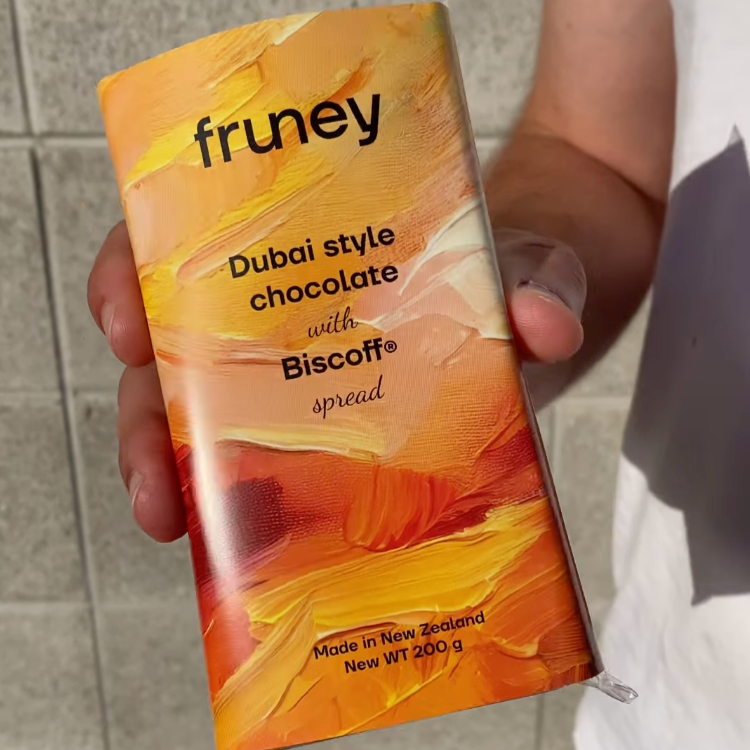 fruney
Dubai style
chocolate
with
Biscoff®
spread
Made in New Zealand
New WT 200 g